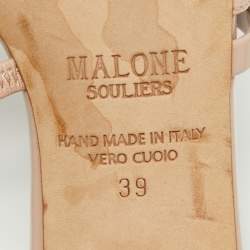 MALONE
SOULIERS
HAND MADE IN ITALY
VERO CUOIO
39